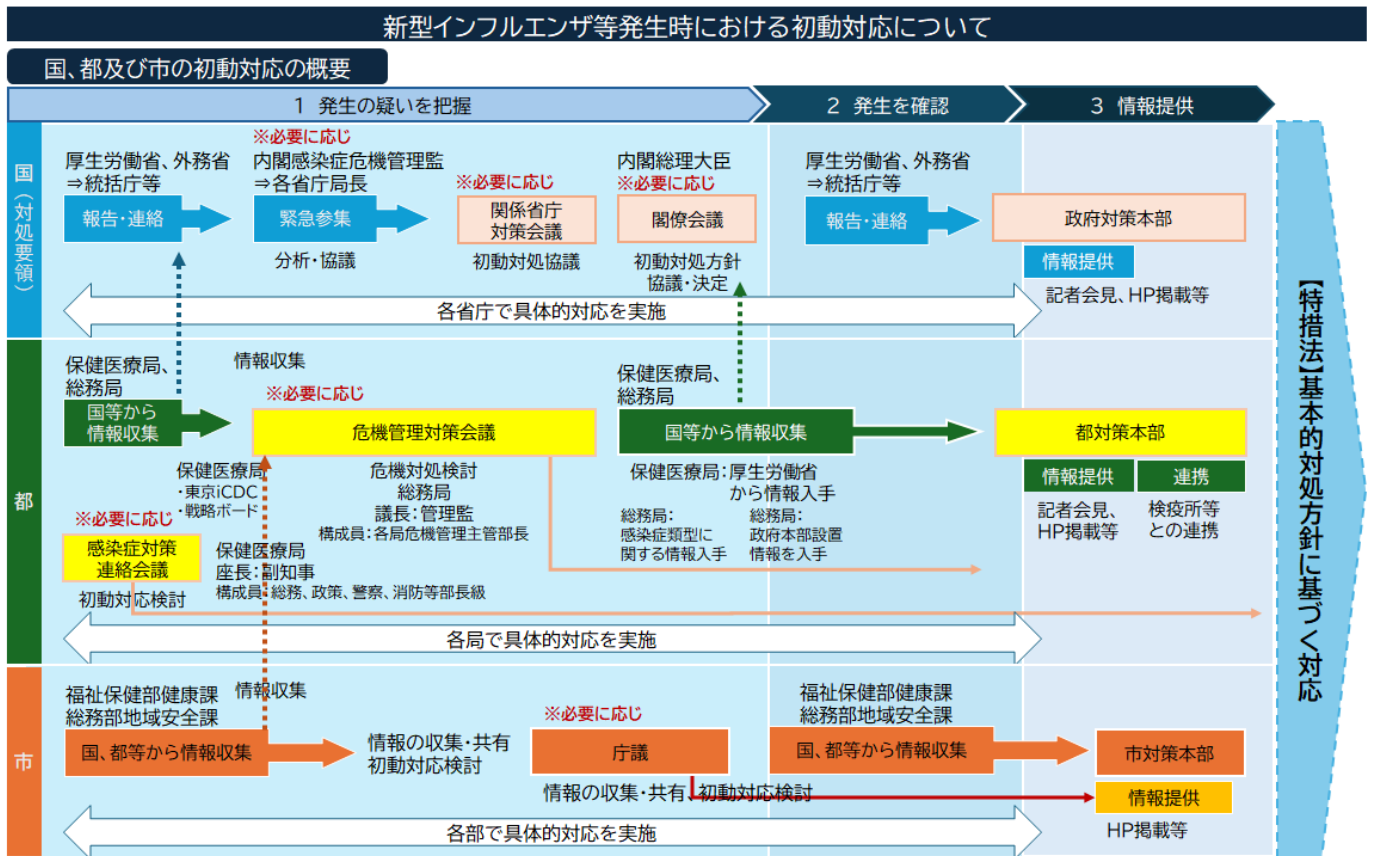 新型インフルエンザ等発生時における初動対応について
国、都及び市の初動対応の概要
1 発生の疑いを把握
2 発生を確認
3 情報提供
国(対処要領)
厚生労働省、外務省
⇒統括庁等
報告・連絡
※必要に応じ
内閣感染症危機管理監
⇒各省庁局長
緊急参集
分析・協議
※必要に応じ
関係省庁
対策会議
初動対処協議
内閣総理大臣
※必要に応じ
閣僚会議
初動対処方針
協議・決定
厚生労働省、外務省
⇒統括庁等
報告・連絡
政府対策本部
情報提供
記者会見、HP掲載等
各省庁で具体的対応を実施
都
保健医療局、
総務局
国等から
情報収集
情報収集
※必要に応じ
危機管理対策会議
危機対処検討
総務局
議長:管理監
構成員:各局危機管理主管部長
保健医療局
・東京iCDC
・戦略ボード
※必要に応じ
感染症対策
連絡会議
初動対応検討
保健医療局
座長:副知事
構成員:総務、政策、警察、消防等部長級
保健医療局、
総務局
国等から情報収集
保健医療局:厚生労働省
から情報入手
総務局:
感染症類型に
関する情報入手
総務局:
政府本部設置
情報を入手
都対策本部
情報提供
記者会見、
HP掲載等
連携
検疫所等
との連携
各局で具体的対応を実施
市
福祉保健部健康課
総務部地域安全課
国、都等から情報収集
情報収集
情報の収集・共有
初動対応検討
※必要に応じ
庁議
情報の収集・共有、初動対応検討
福祉保健部健康課
総務部地域安全課
国、都等から情報収集
市対策本部
情報提供
HP掲載等
各部で具体的対応を実施
【特措法】基本的対処方針に基づく対応